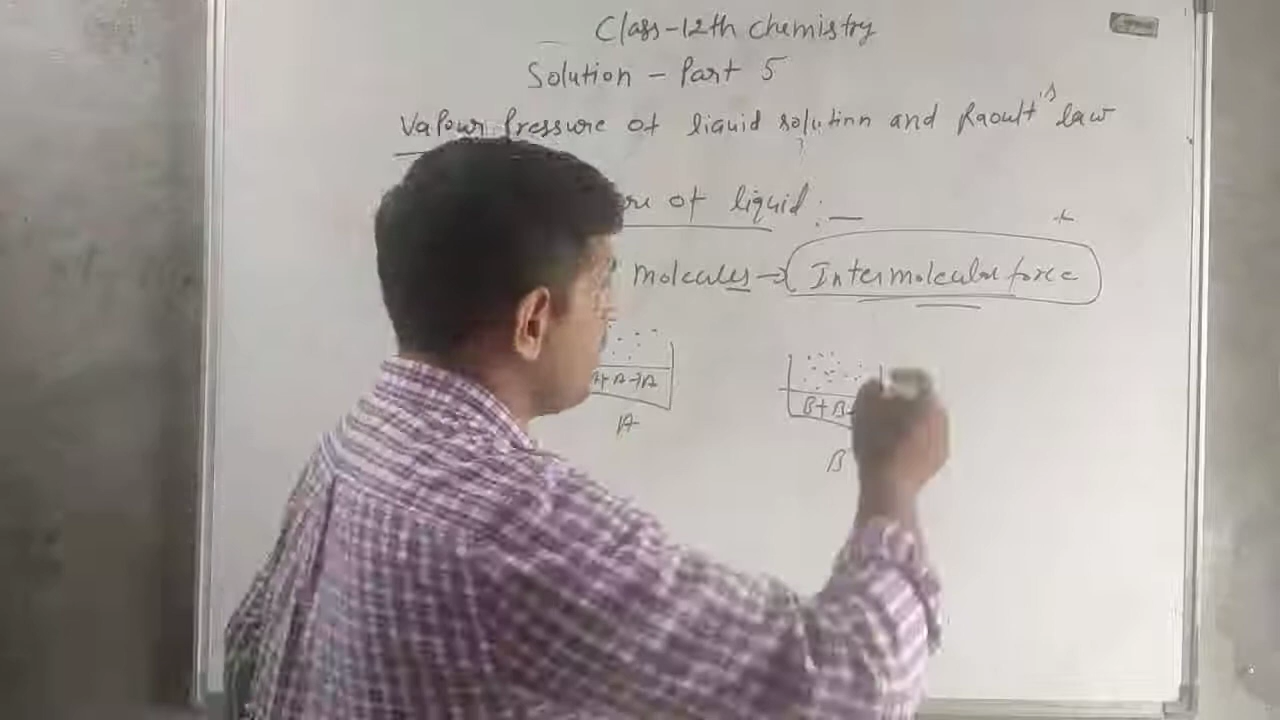 Class-12th chemistry
Solution - Part 5
Vapour Pressure of liquid solution and Raoult's law
of liquid :-
Molecules → Intermolecular force
A
B + B
B